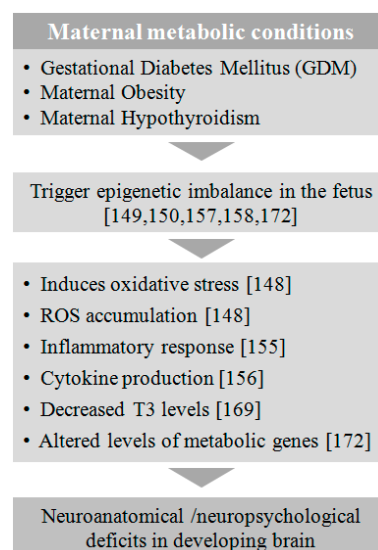 Maternal metabolic conditions
• Gestational Diabetes Mellitus (GDM)
• Maternal Obesity
• Maternal Hypothyroidism
Trigger epigenetic imbalance in the fetus
[149,150,157,158,172]
• Induces oxidative stress [148]
• ROS accumulation [148]
• Inflammatory response [155]
• Cytokine production [156]
• Decreased T3 levels [169]
• Altered levels of metabolic genes [172]
Neuroanatomical /neuropsychological
deficits in developing brain